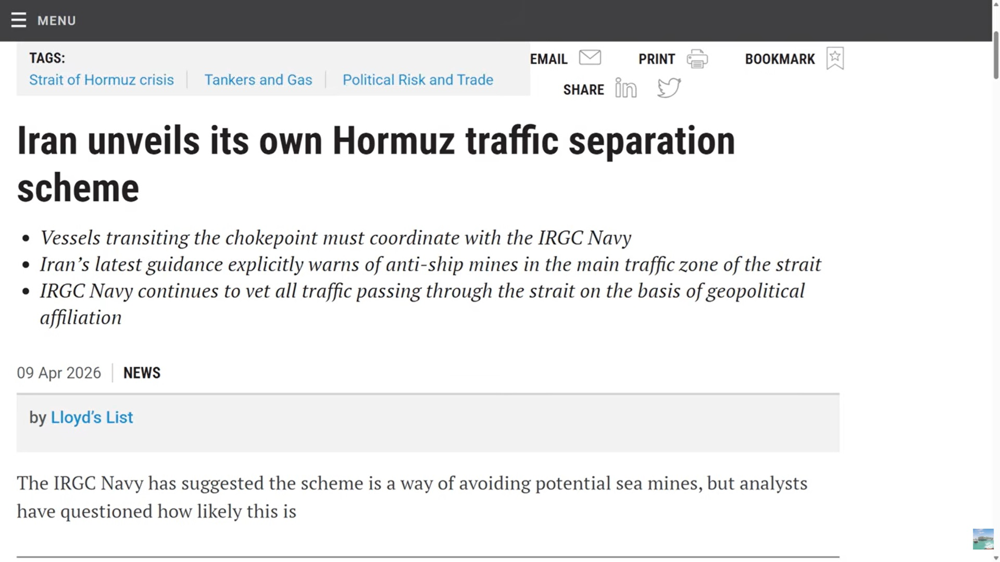 MENU
TAGS:
Strait of Hormuz crisis
Tankers and Gas
Political Risk and Trade
EMAIL
PRINT
BOOKMARK
SHARE
Iran unveils its own Hormuz traffic separation
scheme
• Vessels transiting the chokepoint must coordinate with the IRGC Navy
• Iran’s latest guidance explicitly warns of anti-ship mines in the main traffic zone of the strait
• IRGC Navy continues to vet all traffic passing through the strait on the basis of geopolitical
affiliation
09 Apr 2026
NEWS
by Lloyd’s List
The IRGC Navy has suggested the scheme is a way of avoiding potential sea mines, but analysts
have questioned how likely this is